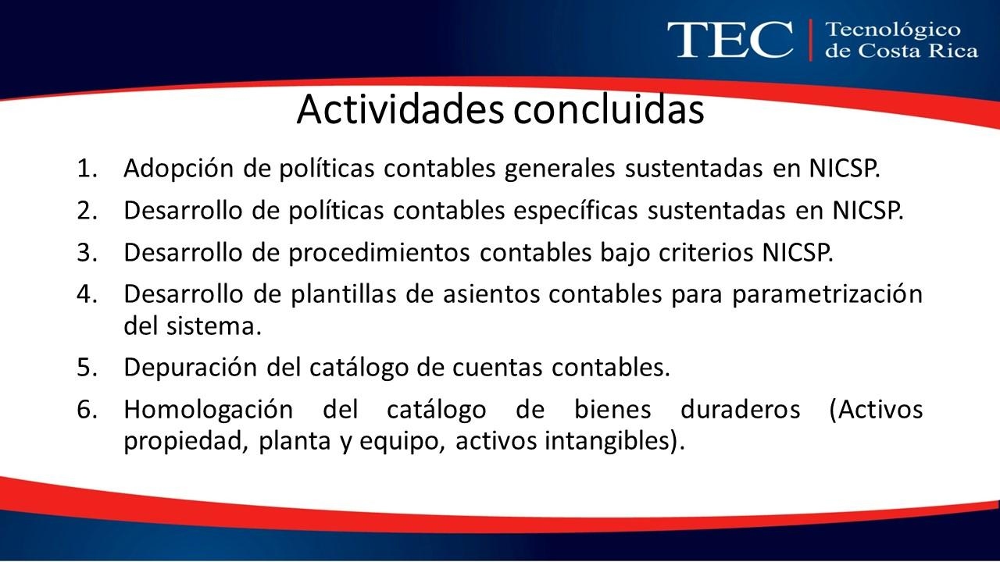 TEC | Tecnológico
de Costa Rica
Actividades concluidas
1. Adopción de políticas contables generales sustentadas en NICSP.
2. Desarrollo de políticas contables específicas sustentadas en NICSP.
3. Desarrollo de procedimientos contables bajo criterios NICSP.
4. Desarrollo de plantillas de asientos contables para parametrización
del sistema.
5. Depuración del catálogo de cuentas contables.
6. Homologación del catálogo de bienes duraderos (Activos
propiedad, planta y equipo, activos intangibles).